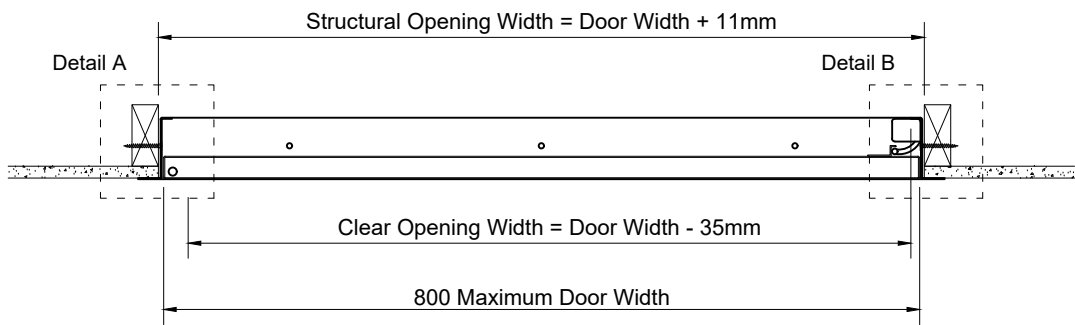 Structural Opening Width = Door Width + 11mm
Detail A
Detail B
Clear Opening Width = Door Width - 35mm
800 Maximum Door Width